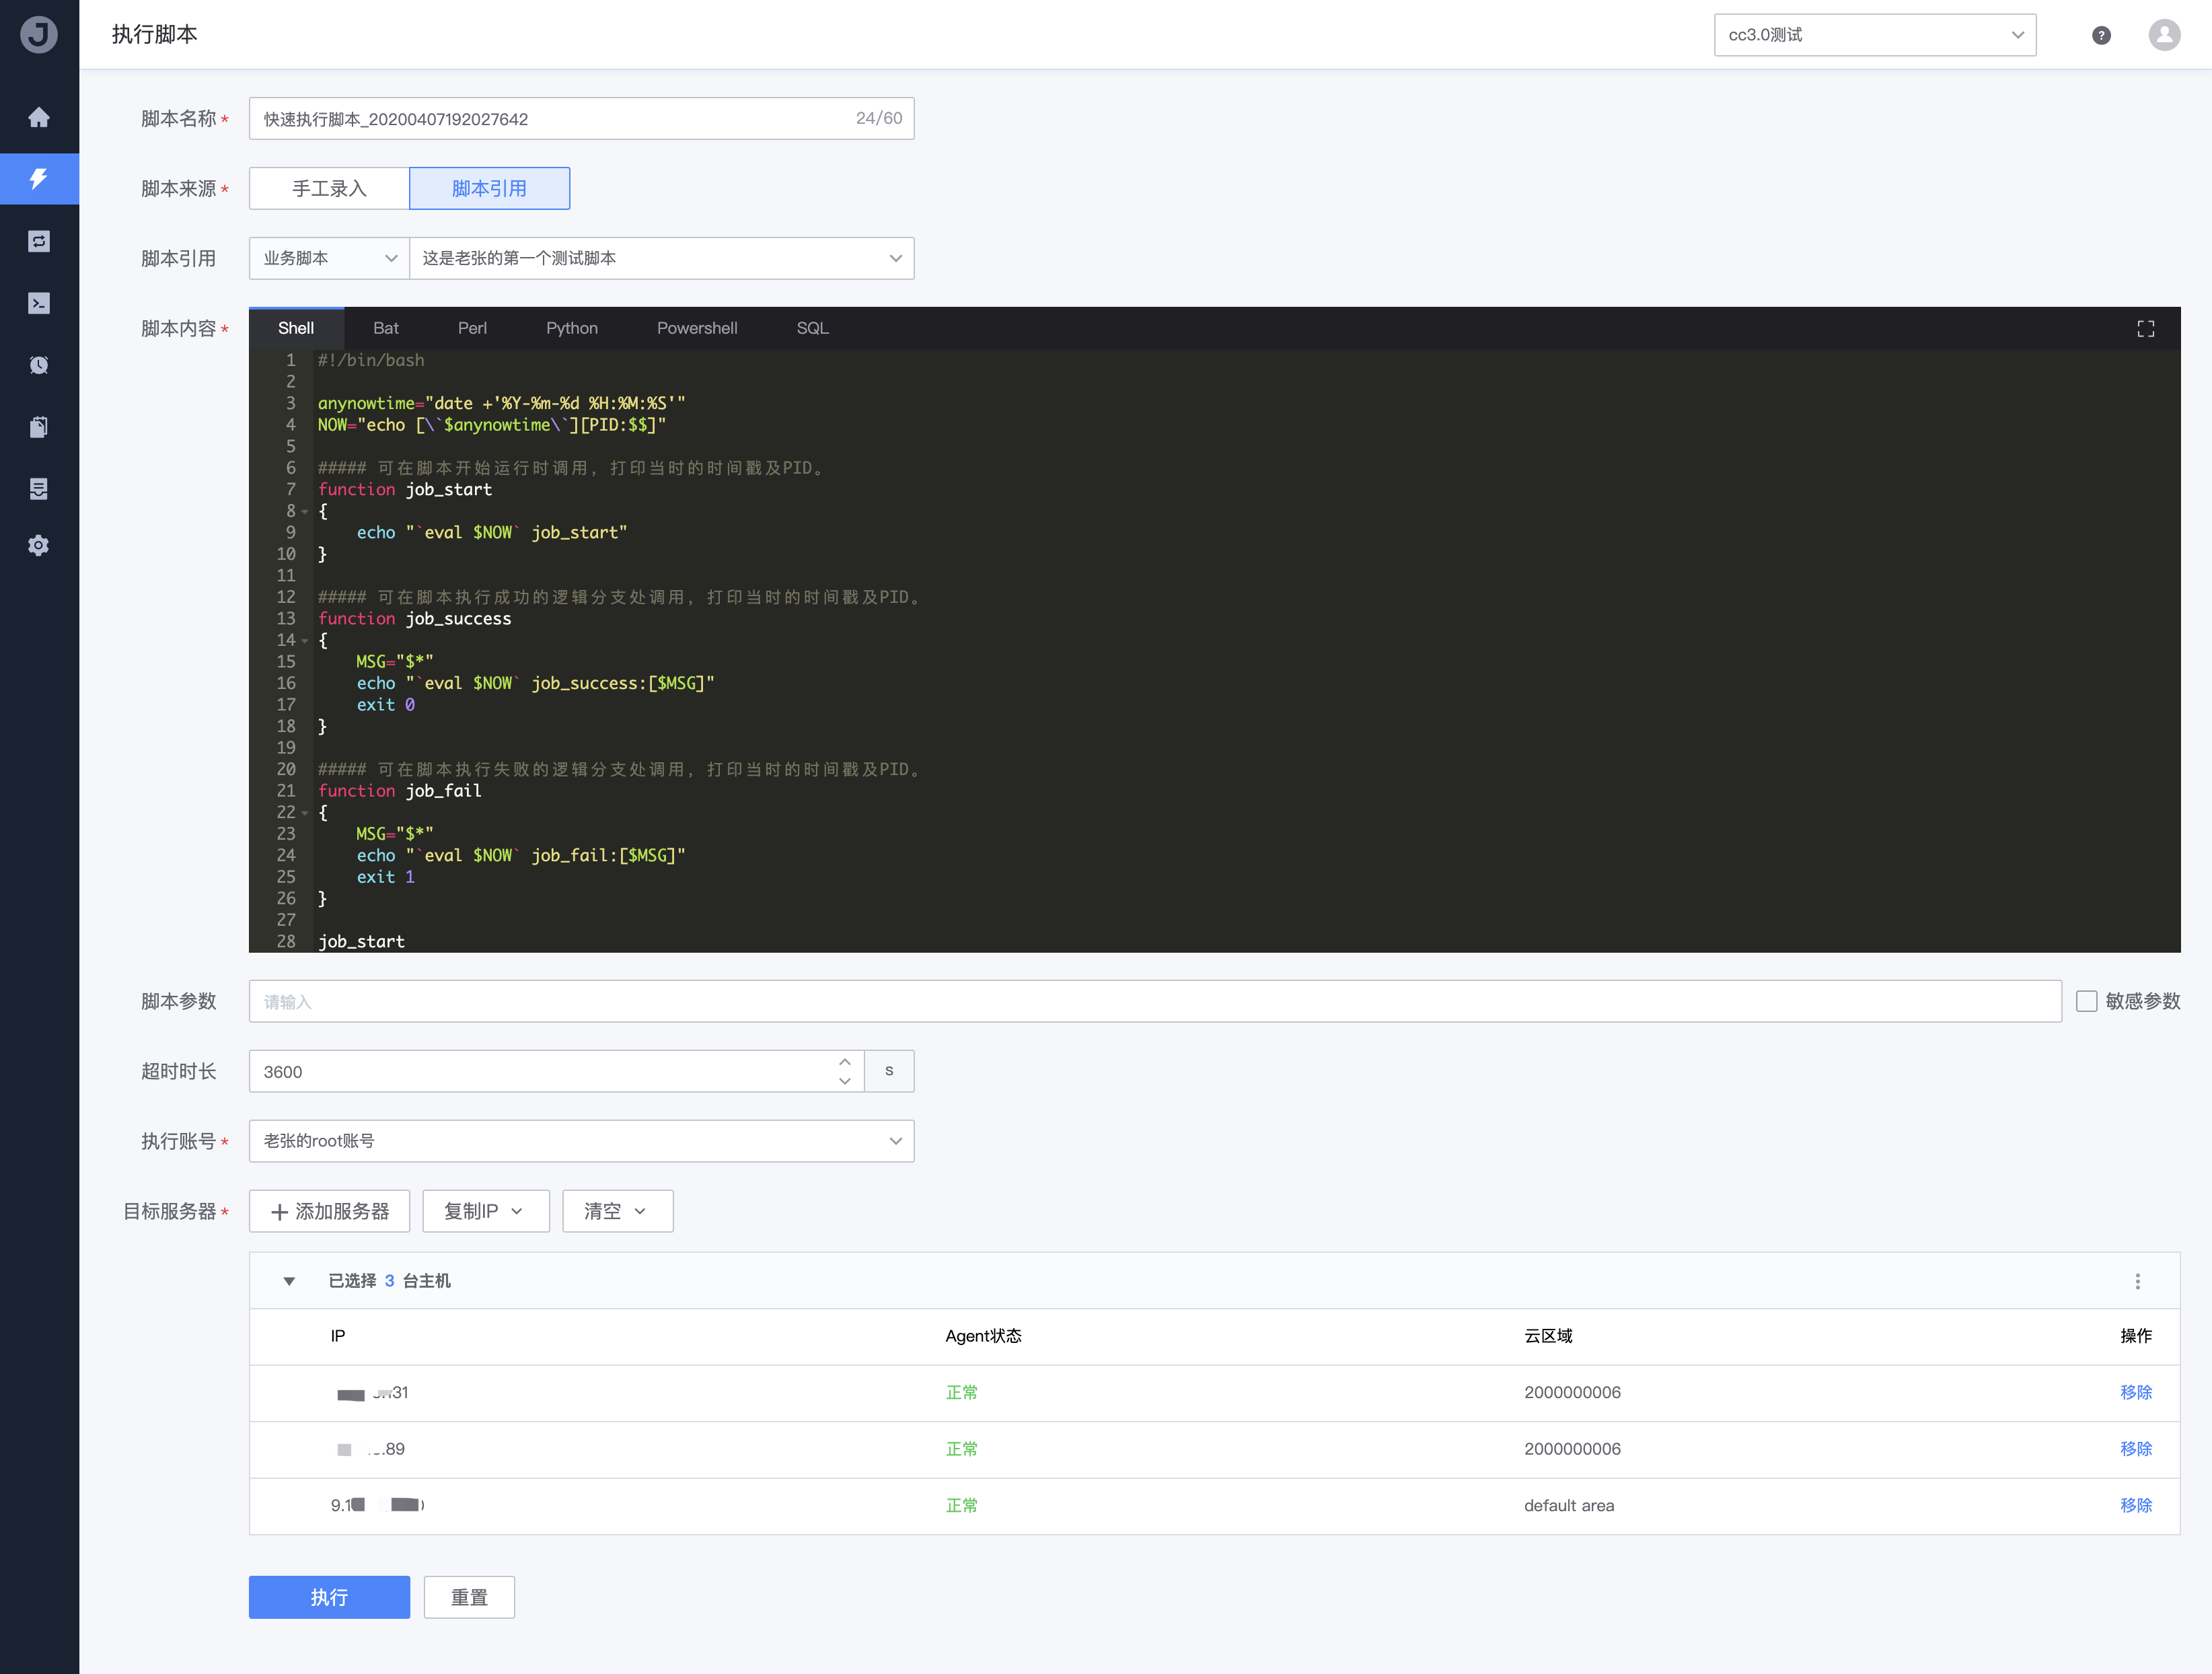 J
执行脚本
cc3.0测试
?
脚本名称*
快速执行脚本_20200407192027642
24/60
脚本来源*
手工录入
脚本引用
脚本引用
业务脚本
这是老张的第一个测试脚本
脚本内容*
Shell
Bat
Perl
Python
Powershell
SQL
1 #!/bin/bash
2
3 anynowtime="date +'%Y-%m-%d %H:%M:%S'"
4 NOW="echo [\`$anynowtime\`][PID:$$]"
5
6 ##### 可在脚本开始运行时调用，打印当时的时间戳及PID。
7 function job_start
8 {
9     echo "`eval $NOW` job_start"
10 }
11
12 ##### 可在脚本执行成功的逻辑分支处调用，打印当时的时间戳及PID。
13 function job_success
14 {
15     MSG="$*"
16     echo "`eval $NOW` job_success:[$MSG]"
17     exit 0
18 }
19
20 ##### 可在脚本执行失败的逻辑分支处调用，打印当时的时间戳及PID。
21 function job_fail
22 {
23     MSG="$*"
24     echo "`eval $NOW` job_fail:[$MSG]"
25     exit 1
26 }
27
28 job_start
脚本参数
请输入
敏感参数
超时时长
3600
s
执行账号*
老张的root账号
目标服务器*
添加服务器
复制IP
清空
已选择 3 台主机
IP
Agent状态
云区域
操作
31
正常
2000000006
移除
.89
正常
2000000006
移除
9.1
正常
default area
移除
执行
重置